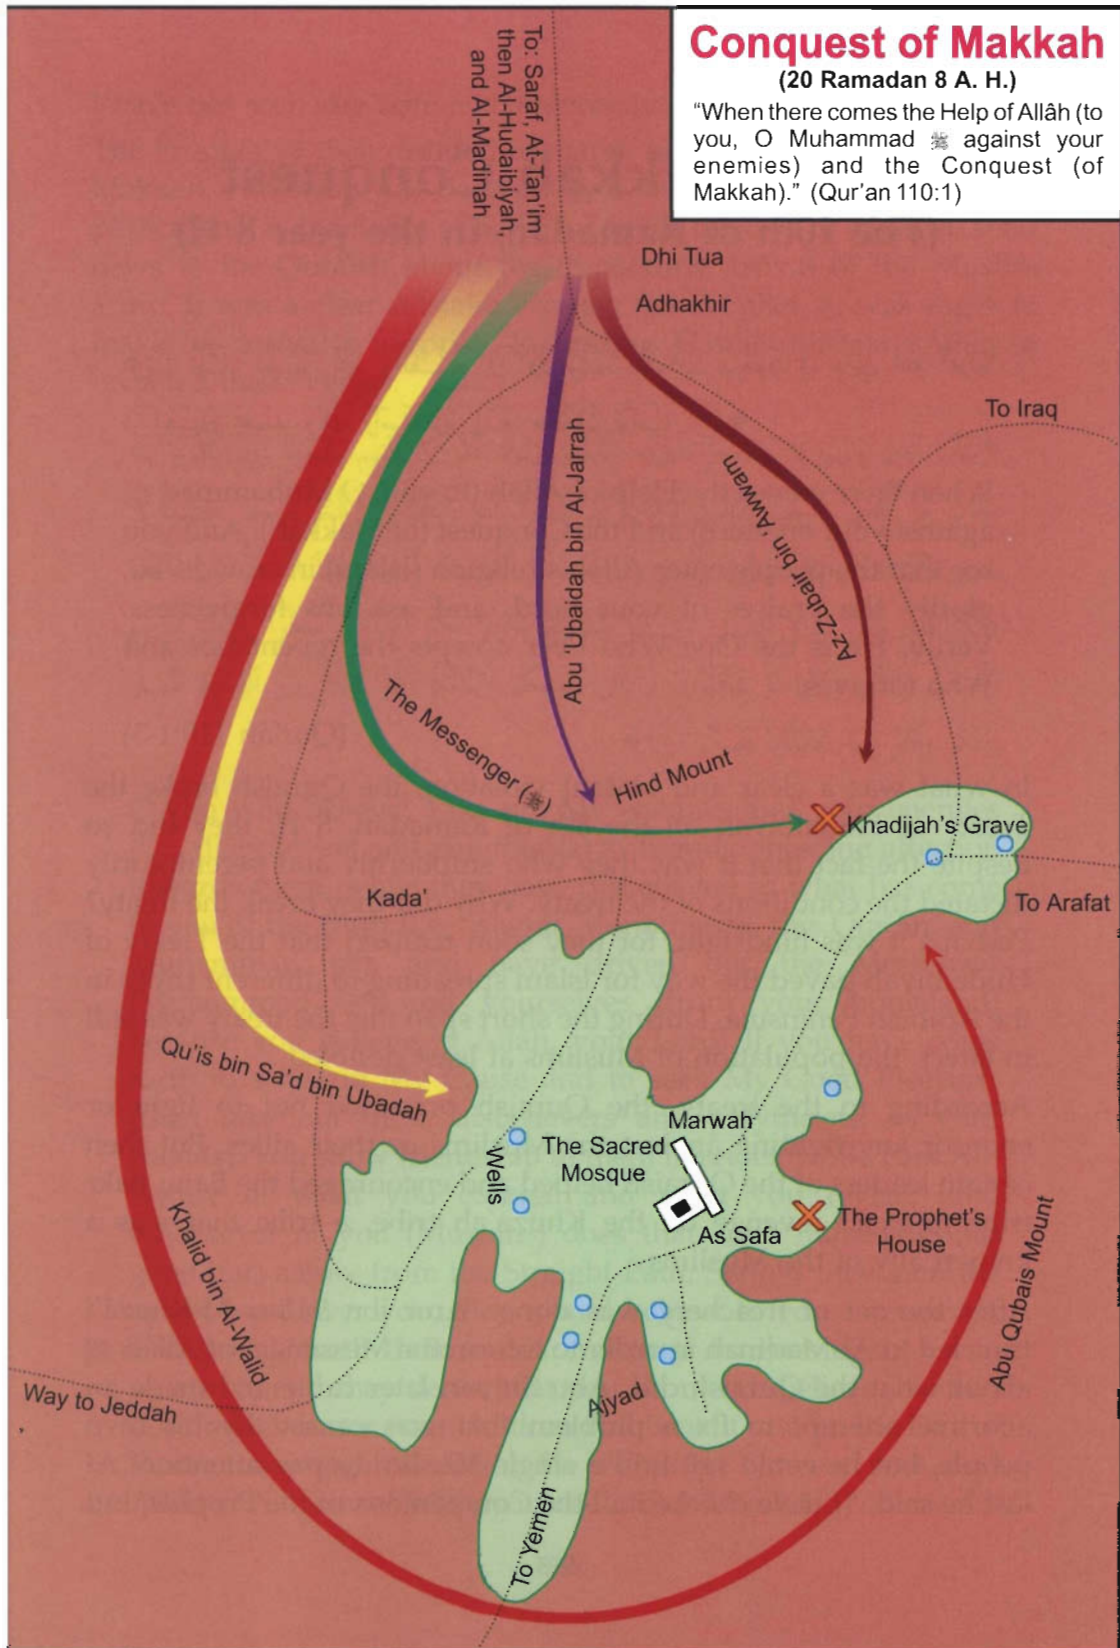 Conquest of Makkah
(20 Ramadan 8 A. H.)
“When there comes the Help of Allâh (to
you, O Muhammad ﷺ against your
enemies) and the Conquest (of
Makkah).” (Qur’an 110:1)
To: Saraf, At-Tan’im
then Al-Hudaibiyah,
and Al-Madinah
Dhi Tua
Adhakhir
To Iraq
Abu ‘Ubaidah bin Al-Jarrah
Az-Zubair bin ‘Awwam
The Messenger (ﷺ)
Hind Mount
Khadijah’s Grave
Kada’
To Arafat
Qu’is bin Sa’d bin Ubadah
Marwah
The Sacred
Mosque
Wells
As Safa
The Prophet’s
House
Khalid bin Al-Walid
Abu Qubais Mount
Way to Jeddah
Ajyad
To Yemen